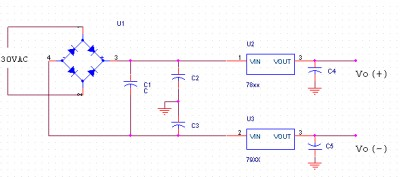 U1
30VAC
4
3
C1
C
C2
C3
U2
1
VIN
VOUT
3
78xx
C4
Vo (+)
U3
2
VIN
VOUT
3
79XX
C5
Vo (-)